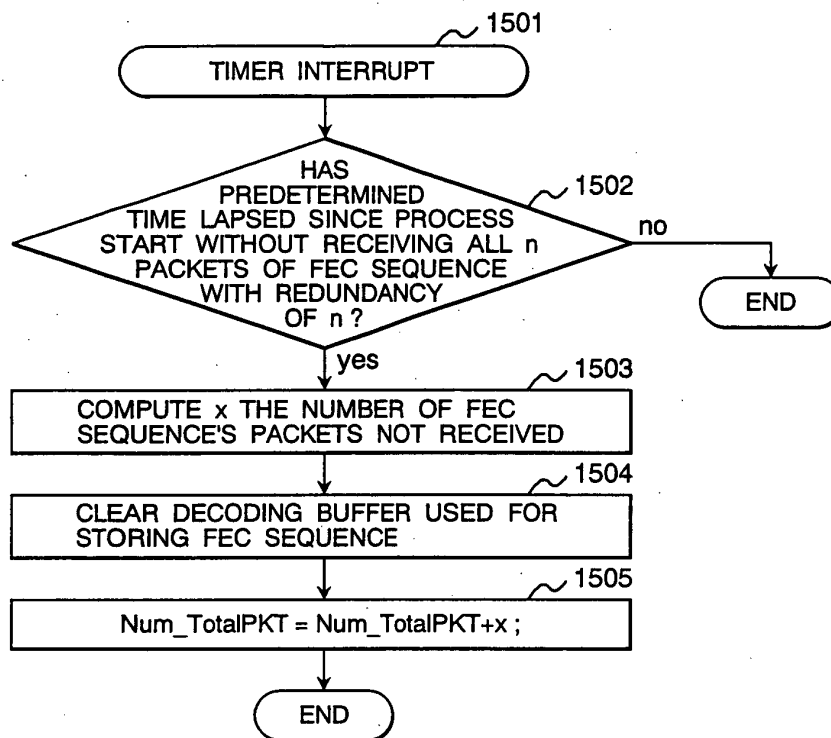 1501
TIMER INTERRUPT
HAS
PREDETERMINED
TIME LAPSED SINCE PROCESS
START WITHOUT RECEIVING ALL n
PACKETS OF FEC SEQUENCE
WITH REDUNDANCY
OF n ?
1502
no
END
yes
1503
COMPUTE x THE NUMBER OF FEC
SEQUENCE'S PACKETS NOT RECEIVED
1504
CLEAR DECODING BUFFER USED FOR
STORING FEC SEQUENCE
1505
Num_TotalPKT = Num_TotalPKT+x ;
END